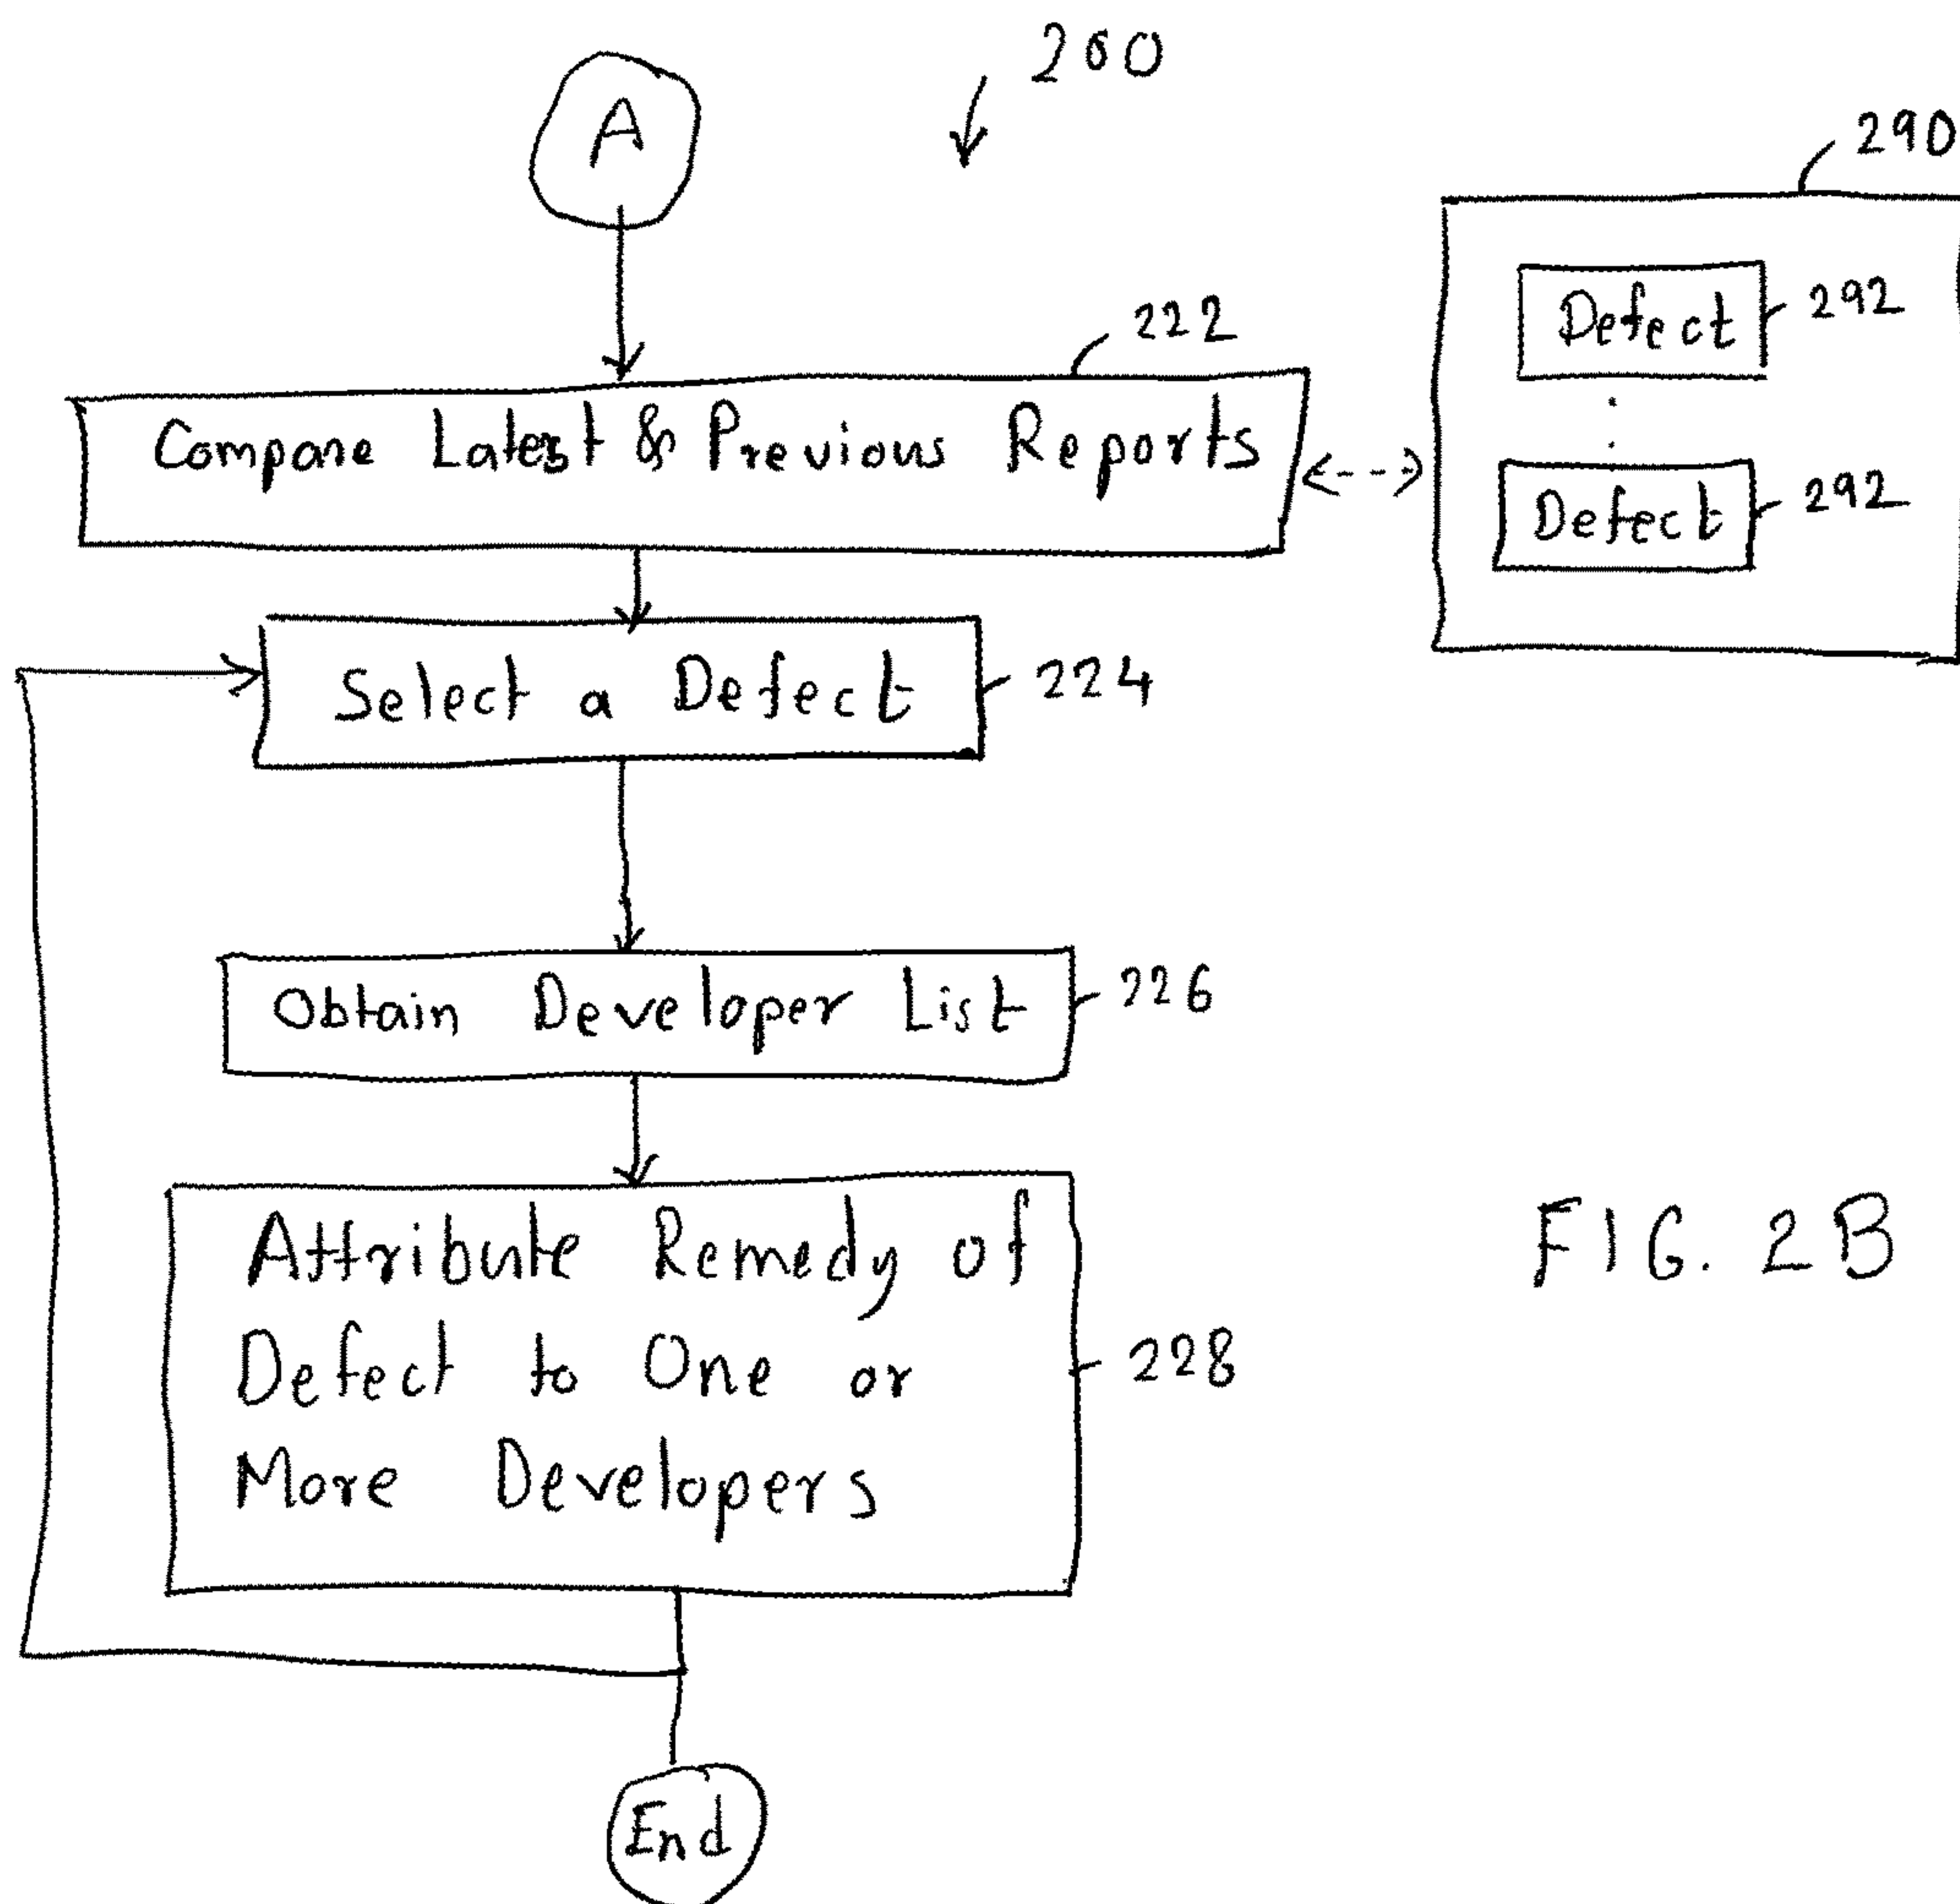 A
200
290
Defect
292
222
Compare Latest & Previous Reports
Defect
292
Select a Defect
224
Obtain Developer List
226
Attribute Remedy of
Defect to One or
More Developers
228
FIG. 2B
End